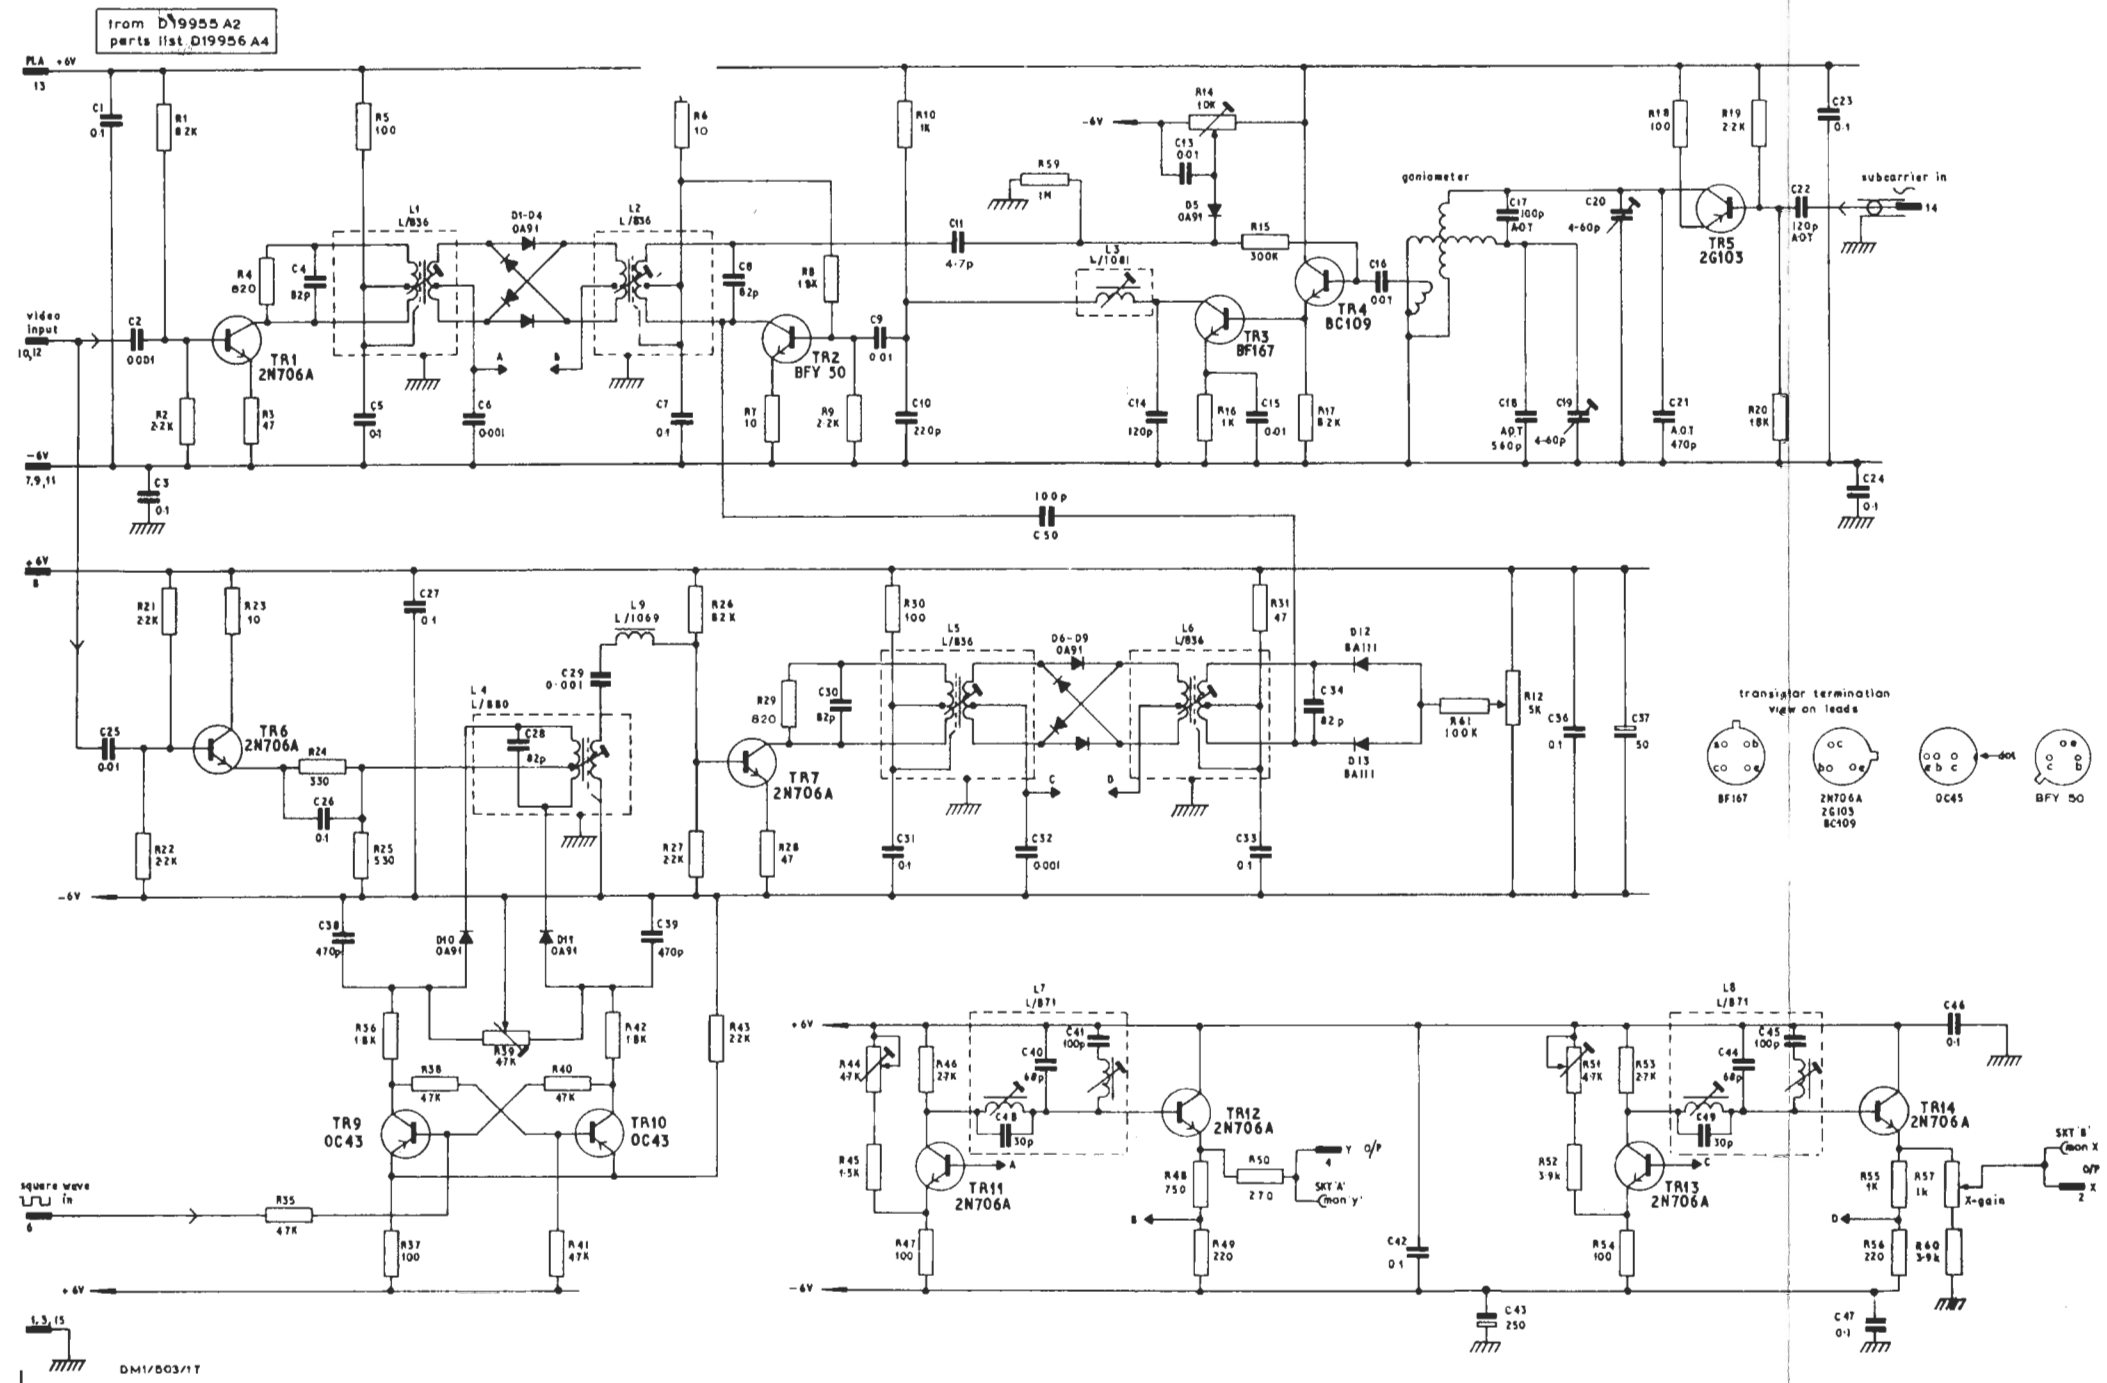 from D19955 A2
parts list D19956 A4
PLA +6V
13
C1
0·1
R1
82K
R5
100
R6
10
R10
1K
R14
10K
-6V
C13
0·01
D5
0A91
R59
1M
R15
300K
R18
100
R19
2·2K
C23
0·1
goniometer
C17
100p
A.O.T
C20
4-60p
TR5
2G103
C22
120p
A.O.T
subcarrier in
14
L1
L/836
D1-D4
0A91
L2
L/836
R4
820
C4
82p
C8
82p
R8
1·8K
C11
4·7p
L3
L/1081
TR3
BF167
TR4
BC109
C16
001
video
input
10,12
C2
0·001
TR1
2N706A
A
B
TR2
BFY 50
C9
0·01
R2
2·2K
R3
47
C5
0·1
C6
0·001
C7
0·1
R7
10
R9
2·2K
C10
220p
C14
120p
R16
1K
C15
0·01
R17
8·2K
C18
A.O.T
560p
C19
4-60p
C21
A.O.T
470p
R20
18K
-6V
7,9,11
C3
0·1
C24
0·1
100p
C50
+6V
8
R21
22K
R23
10
C27
0·1
L9
L/1069
R26
82K
R30
100
R31
47
L4
L/880
C29
0·001
C28
82p
L5
L/836
D6-D9
0A91
L6
L/836
D12
BA111
R29
820
C30
82p
C34
82p
D13
BA111
R61
100K
R12
5K
C36
0·1
C37
50
C25
0·01
TR6
2N706A
R24
330
C26
0·1
R22
2·2K
R25
530
TR7
2N706A
R27
22K
R28
47
C
D
C31
0·1
C32
0·001
C33
0·1
transistor termination
view on leads
s b
c e
BF167
c
b e
2N706A
2G103
BC109
e b c
dot
OC45
e
c b
BFY 50
-6V
C38
470p
D10
0A91
D11
0A91
C39
470p
R36
1·8K
R39
47K
R42
1·8K
R43
22K
R38
47K
R40
47K
TR9
OC43
TR10
OC43
square wave
in
6
R35
47K
R37
100
R41
47K
+6V
1,3,15
DM1/503/1T
+6V
L7
L/871
R44
4·7K
R46
2·7K
C40
68p
C41
100p
C48
30p
TR12
2N706A
R45
1·5K
TR11
2N706A
A
R48
750
R50
270
Y O/P
4
SKT 'A'
mon 'y'
B
R47
100
R49
220
C42
0·1
-6V
C43
250
L8
L/871
R51
4·7K
R53
2·7K
C44
68p
C45
100p
C49
30p
C46
0·1
TR14
2N706A
R52
3·9k
TR13
2N706A
C
R55
1K
R57
1k
X-gain
SKT 'B'
mon X
O/P
X
2
D
R54
100
R56
220
R60
3·9k
C47
0·1